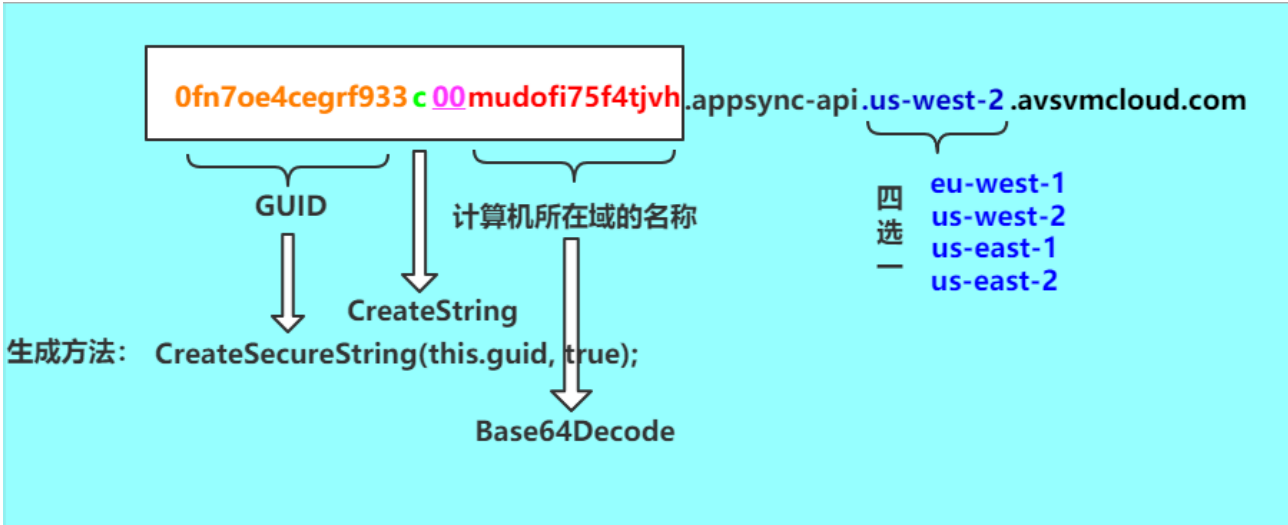 0fn7oe4cegrf933c00mudofi75f4tjvh.appsync-api.us-west-2.avsvmcloud.com
GUID
计算机所在域的名称
四选一
eu-west-1
us-west-2
us-east-1
us-east-2
CreateString
生成方法: CreateSecureString(this.guid, true);
Base64Decode